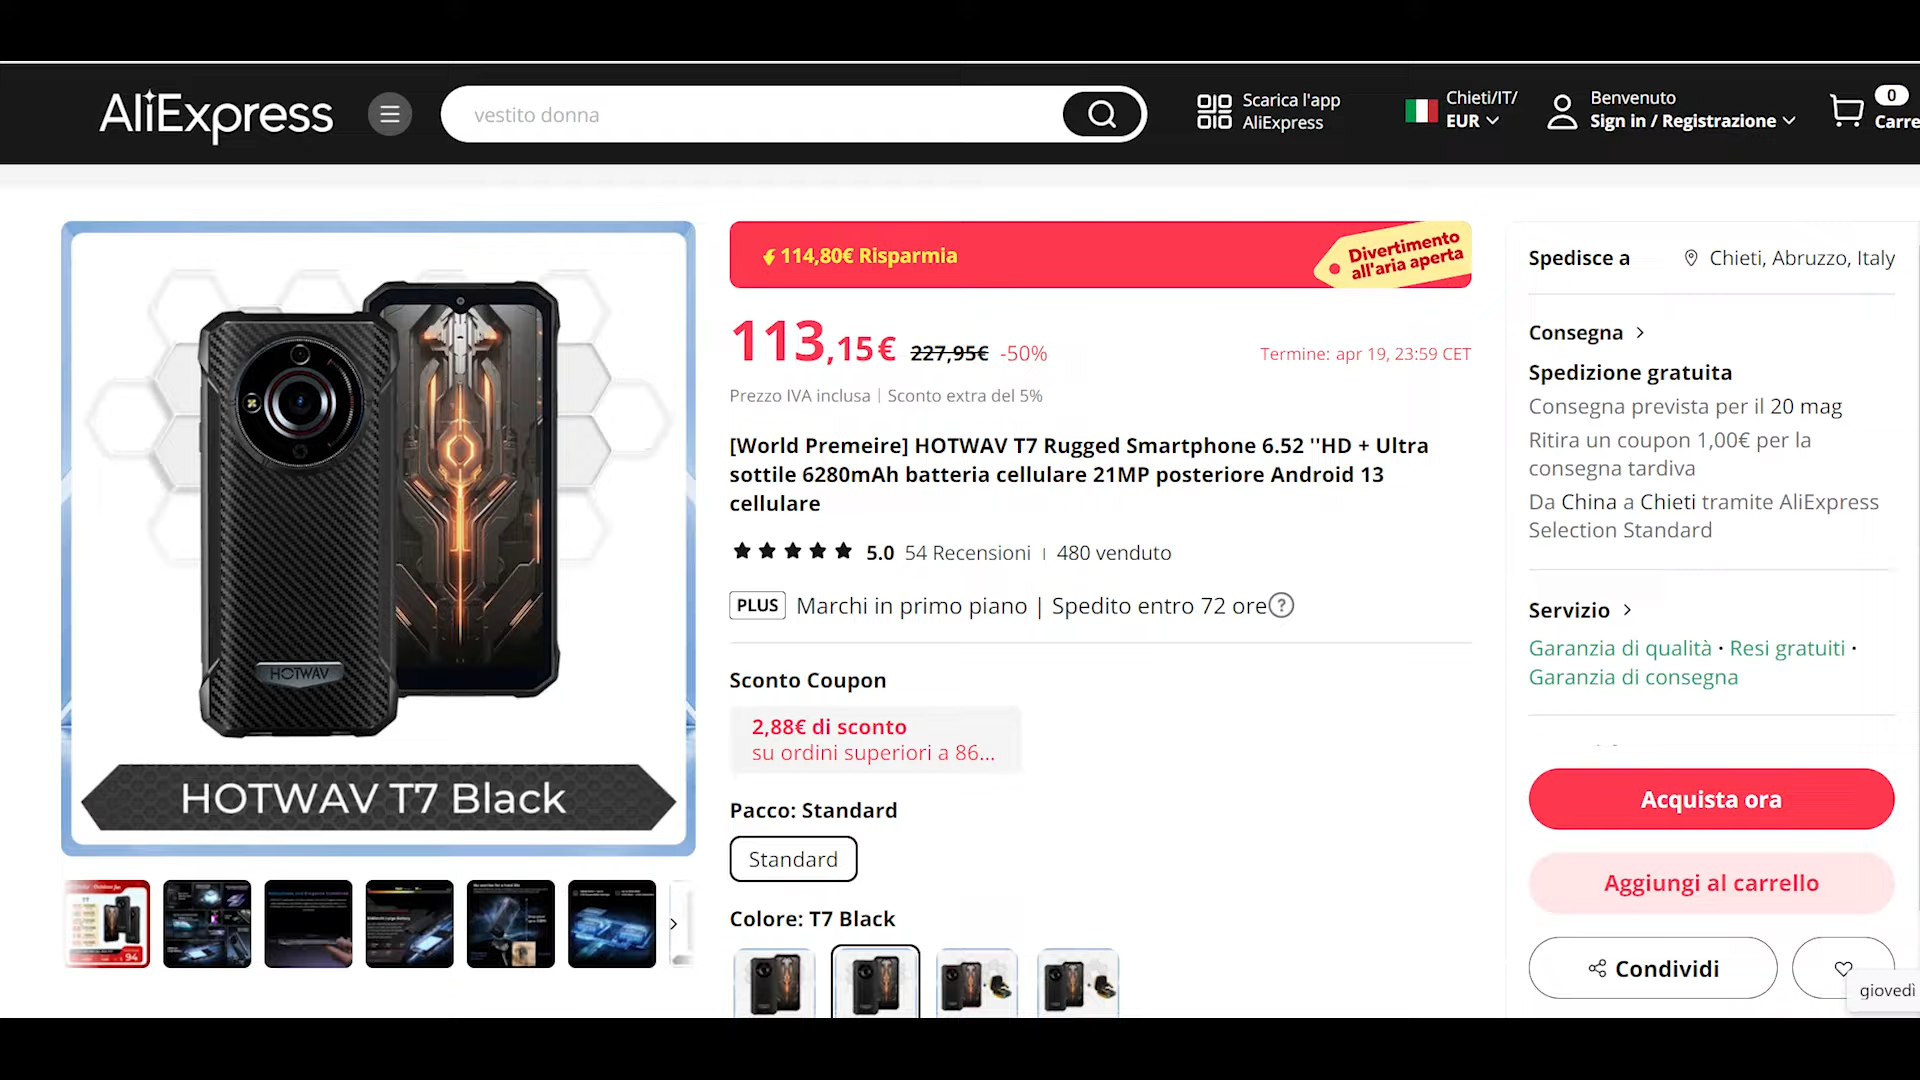 AliExpress
vestito donna
Scarica l'app
AliExpress
Chieti/IT/
EUR
Benvenuto
Sign in / Registrazione
0
Carre
114,80€ Risparmia
Divertimento
all'aria aperta
113,15€ 227,95€ -50%
Termine: apr 19, 23:59 CET
Prezzo IVA inclusa | Sconto extra del 5%
[World Premeire] HOTWAV T7 Rugged Smartphone 6.52 ''HD + Ultra
sottile 6280mAh batteria cellulare 21MP posteriore Android 13
cellulare
5.0 54 Recensioni | 480 venduto
PLUS Marchi in primo piano | Spedito entro 72 ore ?
Sconto Coupon
2,88€ di sconto
su ordini superiori a 86...
Pacco: Standard
Standard
Colore: T7 Black
HOTWAV
HOTWAV T7 Black
94
Spedisce a
Chieti, Abruzzo, Italy
Consegna
Spedizione gratuita
Consegna prevista per il 20 mag
Ritira un coupon 1,00€ per la
consegna tardiva
Da China a Chieti tramite AliExpress
Selection Standard
Servizio
Garanzia di qualità · Resi gratuiti ·
Garanzia di consegna
Acquista ora
Aggiungi al carrello
Condividi
giovedì